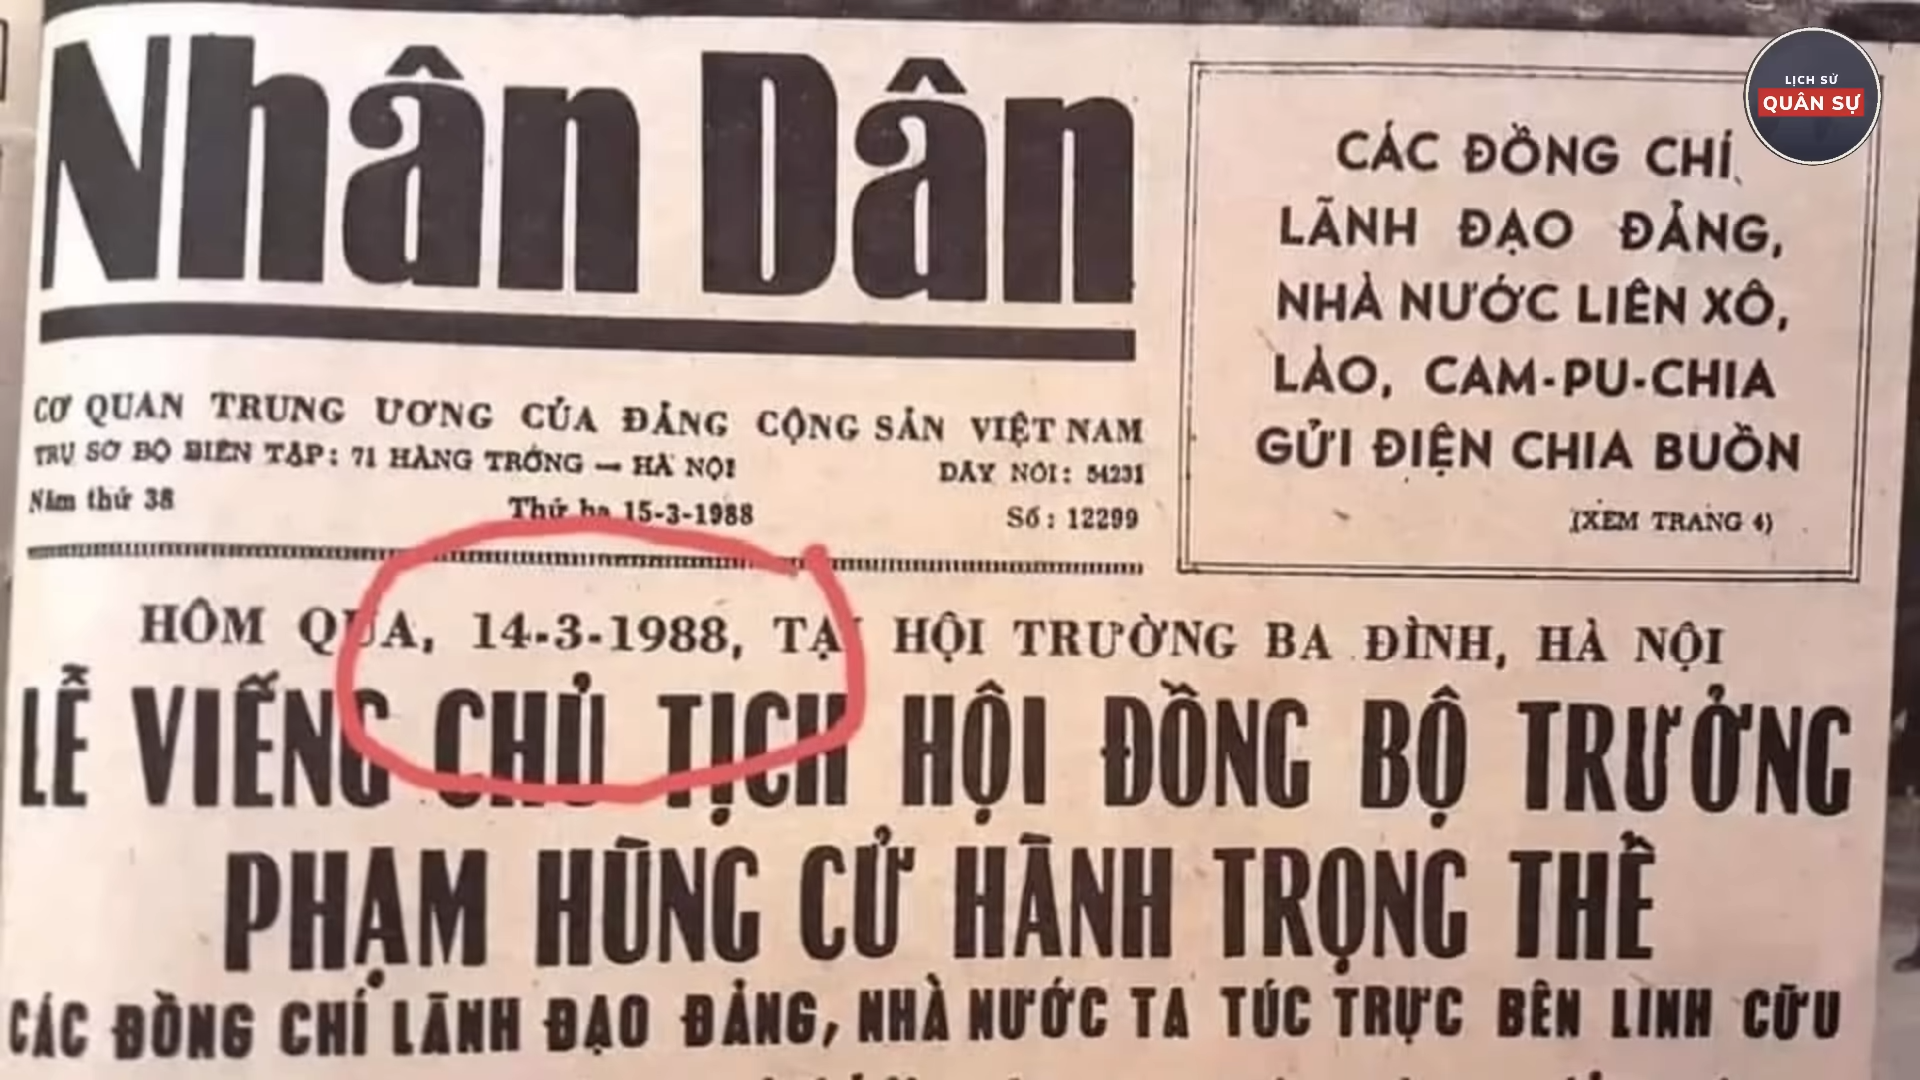 Nhân Dân
CƠ QUAN TRUNG ƯƠNG CỦA ĐẢNG CỘNG SẢN VIỆT NAM
TRỤ SỞ BỘ BIÊN TẬP: 71 HÀNG TRỐNG — HÀ NỘI
DÂY NÓI: 54231
Năm thứ 38
Thứ ba 15-3-1988
Số: 12299
CÁC ĐỒNG CHÍ
LÃNH ĐẠO ĐẢNG,
NHÀ NƯỚC LIÊN XÔ,
LÀO, CAM-PU-CHIA
GỬI ĐIỆN CHIA BUỒN
(XEM TRANG 4)
LỊCH SỬ
QUÂN SỰ
HÔM QUA, 14-3-1988, TẠI HỘI TRƯỜNG BA ĐÌNH, HÀ NỘI
LỄ VIẾNG CHỦ TỊCH HỘI ĐỒNG BỘ TRƯỞNG
PHẠM HÙNG CỬ HÀNH TRỌNG THỂ
CÁC ĐỒNG CHÍ LÃNH ĐẠO ĐẢNG, NHÀ NƯỚC TA TÚC TRỰC BÊN LINH CỮU